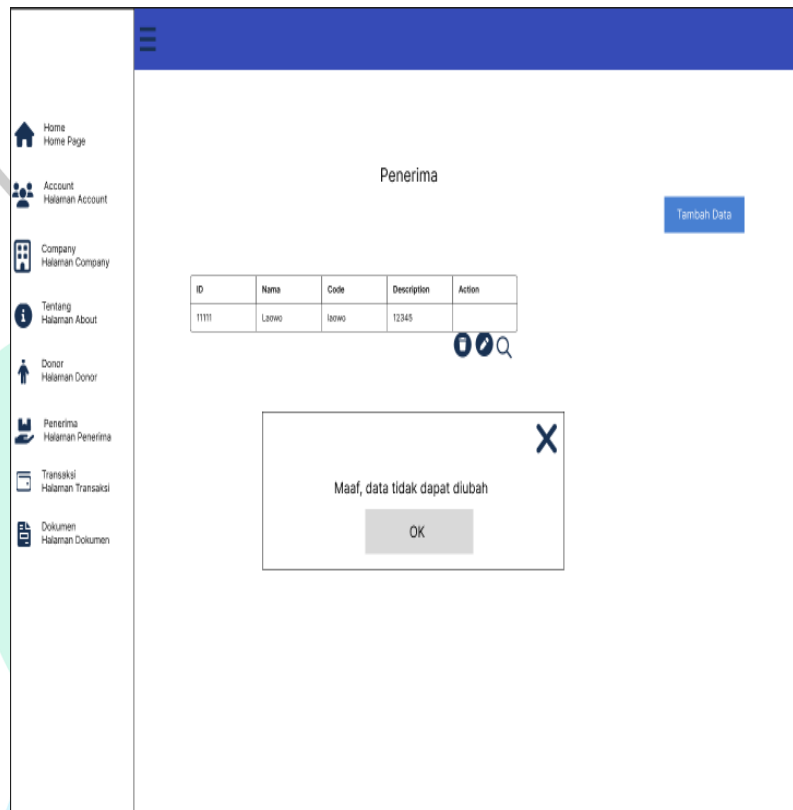 Home
Home Page
Account
Halaman Account
Company
Halaman Company
Tentang
Halaman About
Donor
Halaman Donor
Penerima
Halaman Penerima
Transaksi
Halaman Transaksi
Dokumen
Halaman Dokumen
Penerima
Tambah Data
ID Nama Code Description Action
11111 Laowo laowo 12345
Maaf, data tidak dapat diubah
OK